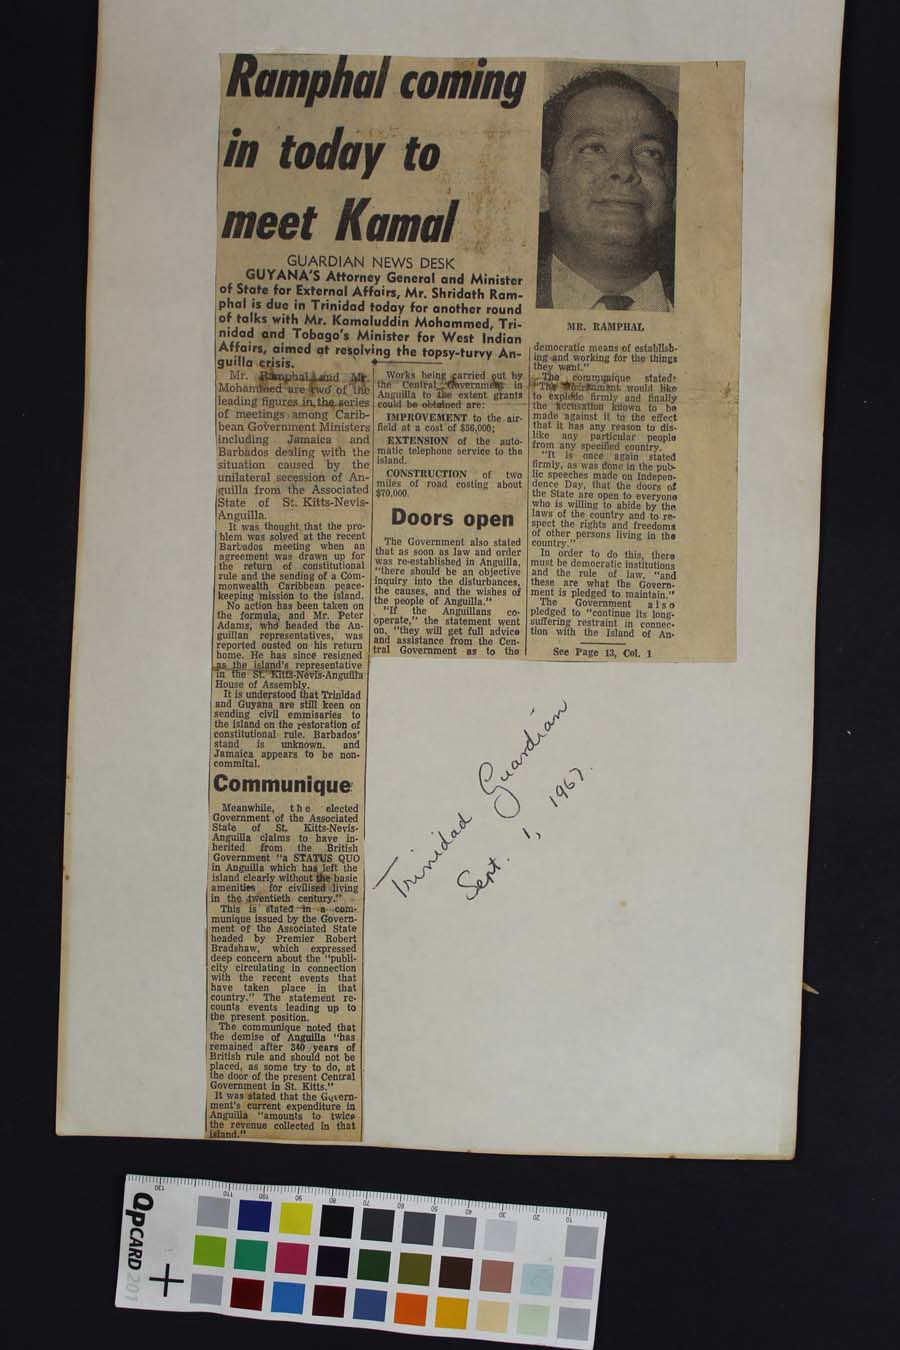 Ramphal coming
in today to
meet Kamal
GUARDIAN NEWS DESK
GUYANA'S Attorney General and Minister
of State for External Affairs, Mr. Shridath Ram-
phal is due in Trinidad today for another round
of talks with Mr. Kamaluddin Mohammed, Tri-
nidad and Tobago's Minister for West Indian
Affairs, aimed at resolving the topsy-turvy An-
guilla crisis.
Mr. Ramphal and Mr.
Mohammed are two of the
leading figures in the series
of meetings among Carib-
bean Government Ministers
including Jamaica and
Barbados dealing with the
situation caused by the
unilateral secession of An-
guilla from the Associated
State of St. Kitts-Nevis-
Anguilla.
It was thought that the pro-
blem was solved at the recent
Barbados meeting when an
agreement was drawn up for
the return of constitutional
rule and the sending of a Com-
monwealth Caribbean peace-
keeping mission to the island.
No action has been taken on
the formula, and Mr. Peter
Adams, who headed the An-
guillan representatives, was
reported ousted on his return
home. He has since resigned
as the island's representative
in the St. Kitts-Nevis-Anguilla
House of Assembly.
It is understood that Trinidad
and Guyana are still keen on
sending civil emmisaries to
the island on the restoration of
constitutional rule. Barbados'
stand is unknown, and
Jamaica appears to be non-
commital.
Communique
Meanwhile, the elected
Government of the Associated
State of St. Kitts-Nevis-
Anguilla claims to have in-
herited from the British
Government "a STATUS QUO
in Anguilla which has left the
island clearly without the basic
amenities for civilised living
in the twentieth century."
This is stated in a com-
munique issued by the Govern-
ment of the Associated State
headed by Premier Robert
Bradshaw, which expressed
deep concern about the "publi-
city circulating in connection
with the recent events that
have taken place in that
country." The statement re-
counts events leading up to
the present position.
The communique noted that
the demise of Anguilla "has
remained after 340 years of
British rule and should not be
placed, as some try to do, at
the door of the present Central
Government in St. Kitts."
It was stated that the Govern-
ment's current expenditure in
Anguilla "amounts to twice
the revenue collected in that
island."
Works being carried out by
the Central Government in
Anguilla to the extent grants
could be obtained are:
IMPROVEMENT to the air-
field at a cost of $56,000;
EXTENSION of the auto-
matic telephone service to the
island.
CONSTRUCTION of two
miles of road costing about
$70,000.
Doors open
The Government also stated
that as soon as law and order
was re-established in Anguilla,
"there should be an objective
inquiry into the disturbances,
the causes, and the wishes of
the people of Anguilla."
"If the Anguillans co-
operate," the statement went
on, "they will get full advice
and assistance from the Cen-
tral Government as to the
MR. RAMPHAL
democratic means of establish-
ing and working for the things
they want."
The communique stated:
"The Government would like
to explode firmly and finally
the accusation known to be
made against it to the effect
that it has any reason to dis-
like any particular people
from any specified country.
"It is once again stated
firmly, as was done in the pub-
lic speeches made on Indepen-
dence Day, that the doors of
the State are open to everyone
who is willing to abide by the
laws of the country and to re-
spect the rights and freedoms
of other persons living in the
country."
In order to do this, there
must be democratic institutions
and the rule of law, "and
these are what the Govern-
ment is pledged to maintain."
The Government also
pledged to "continue its long-
suffering restraint in connec-
tion with the Island of An-
See Page 13, Col. 1
Trinidad Guardian
Sept. 1, 1967.
QPCARD 201
130 110 100 90 80 70 60 50 40 30 20 10